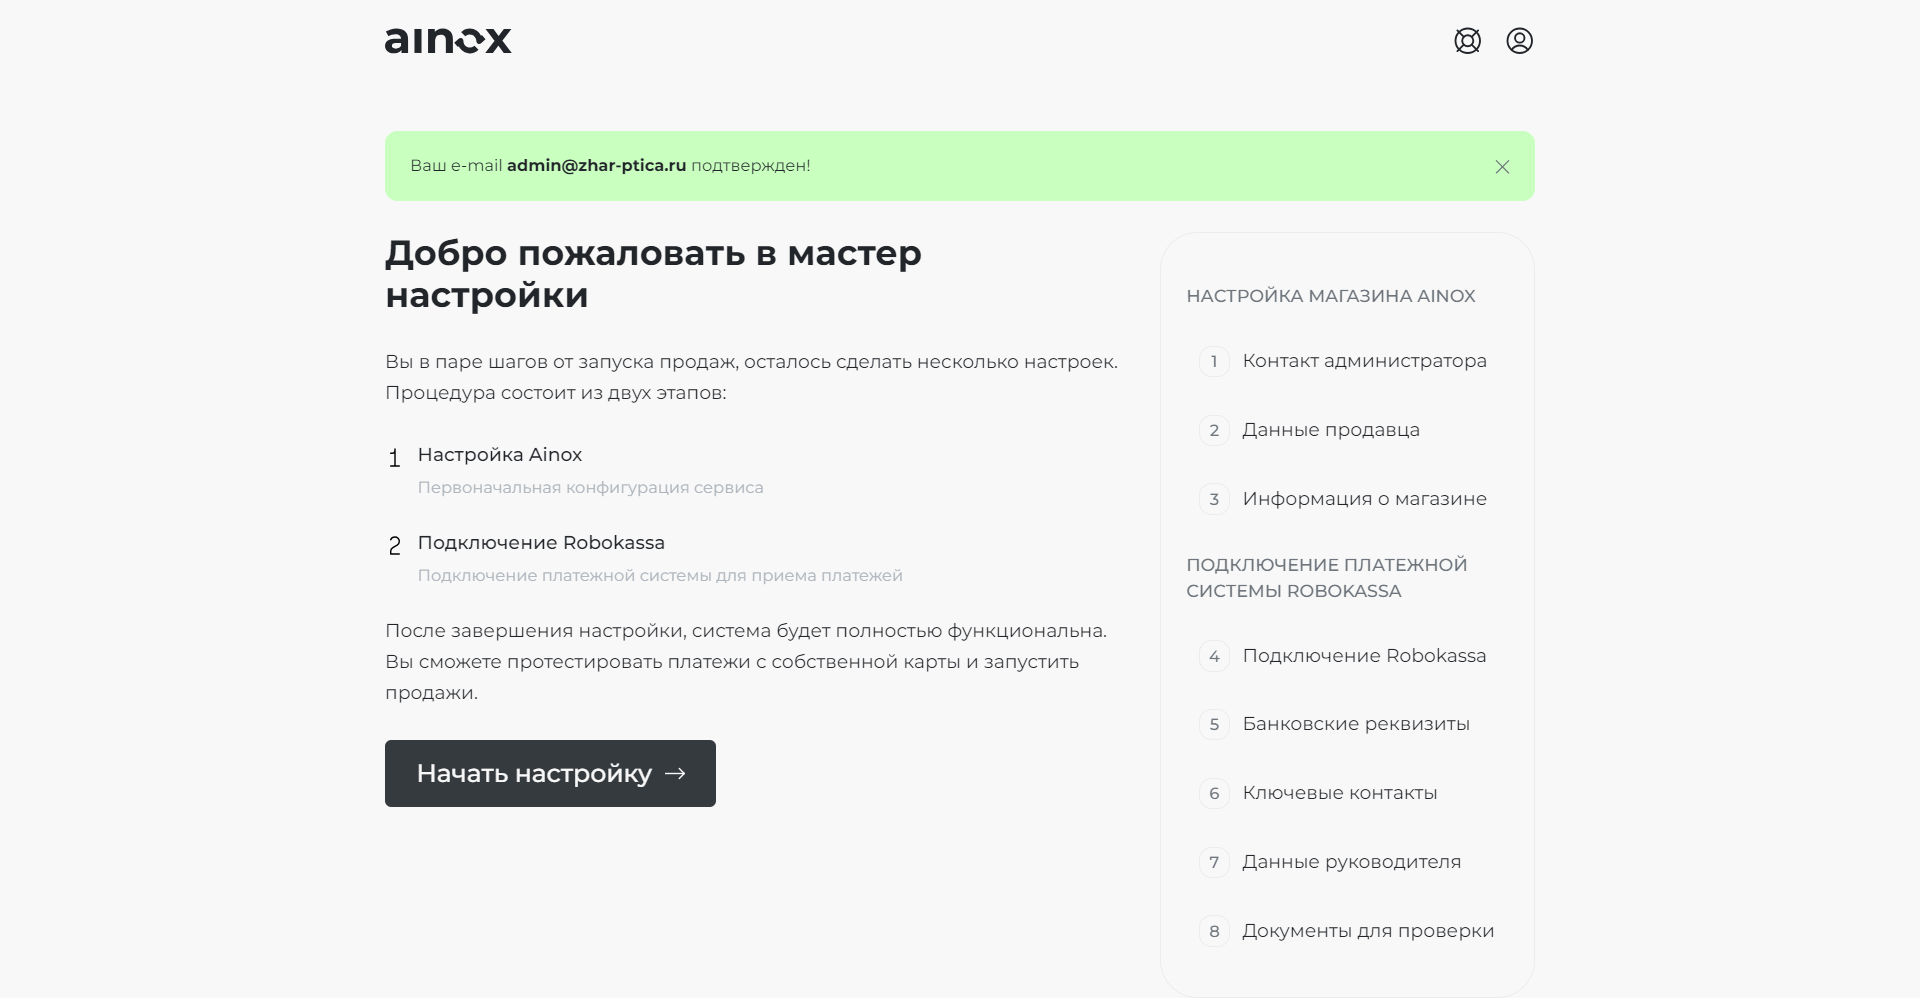 ainox
Ваш e-mail admin@zhar-ptica.ru подтвержден!
Добро пожаловать в мастер
настройки
Вы в паре шагов от запуска продаж, осталось сделать несколько настроек.
Процедура состоит из двух этапов:
1 Настройка Ainox
Первоначальная конфигурация сервиса
2 Подключение Robokassa
Подключение платежной системы для приема платежей
После завершения настройки, система будет полностью функциональна.
Вы сможете протестировать платежи с собственной карты и запустить
продажи.
Начать настройку →
НАСТРОЙКА МАГАЗИНА AINOX
1 Контакт администратора
2 Данные продавца
3 Информация о магазине
ПОДКЛЮЧЕНИЕ ПЛАТЕЖНОЙ
СИСТЕМЫ ROBOKASSA
4 Подключение Robokassa
5 Банковские реквизиты
6 Ключевые контакты
7 Данные руководителя
8 Документы для проверки